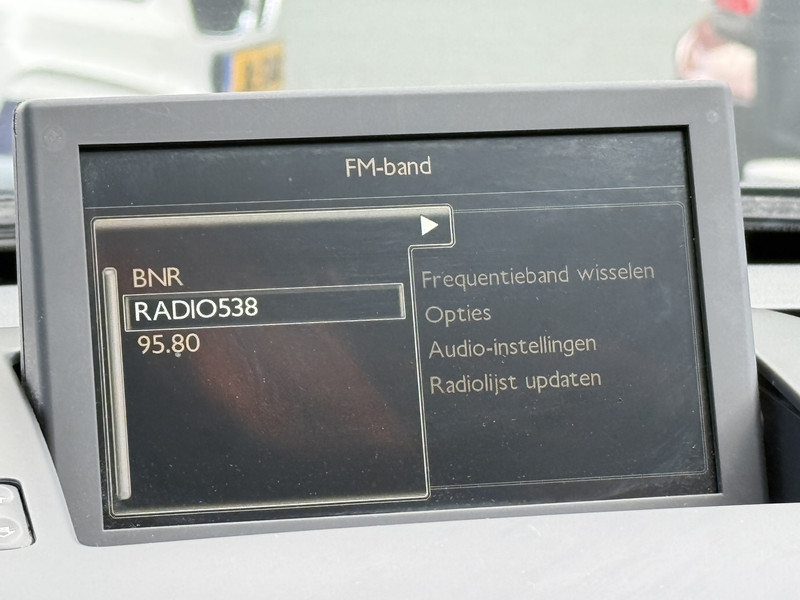 FM-band
BNR
RADIO538
95.80
Frequentieband wisselen
Opties
Audio-instellingen
Radiolijst updaten